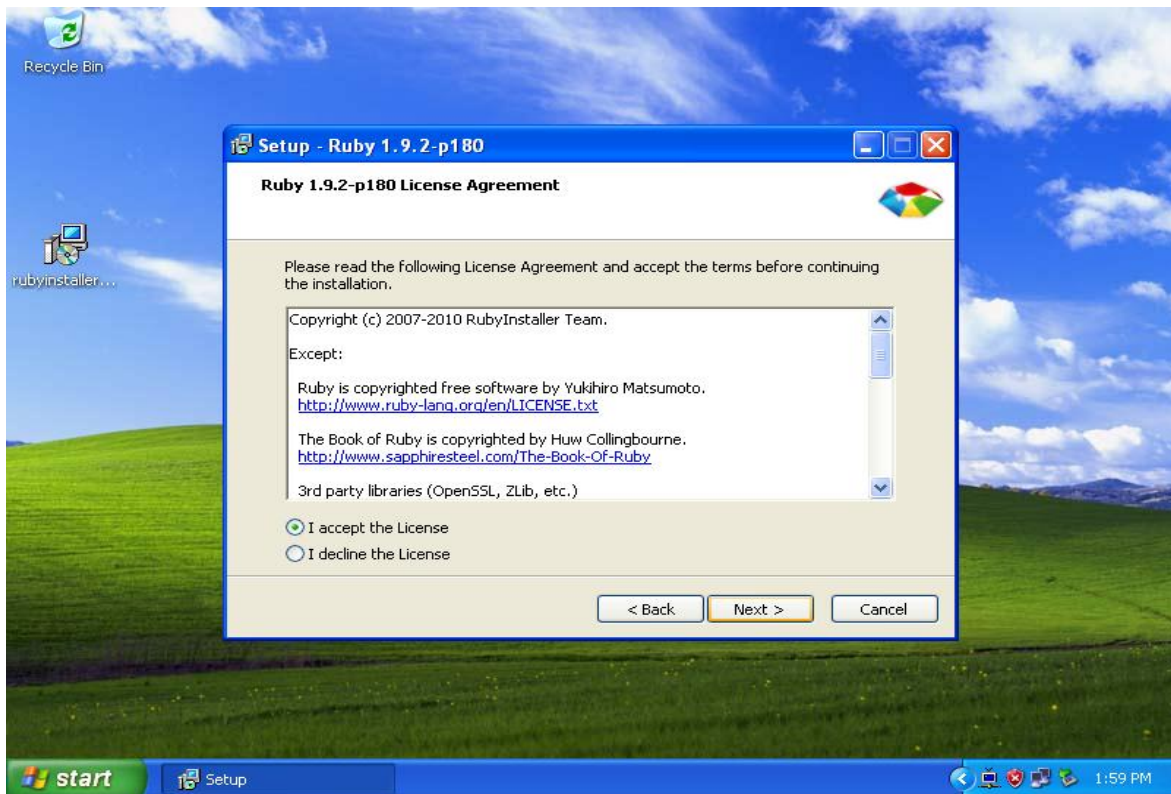 Recycle Bin
rubyinstaller...
Setup - Ruby 1.9.2-p180
Ruby 1.9.2-p180 License Agreement
Please read the following License Agreement and accept the terms before continuing
the installation.
Copyright (c) 2007-2010 RubyInstaller Team.
Except:
Ruby is copyrighted free software by Yukihiro Matsumoto.
http://www.ruby-lang.org/en/LICENSE.txt
The Book of Ruby is copyrighted by Huw Collingbourne.
http://www.sapphiresteel.com/The-Book-Of-Ruby
3rd party libraries (OpenSSL, ZLib, etc.)
I accept the License
I decline the License
< Back
Next >
Cancel
start
Setup
1:59 PM